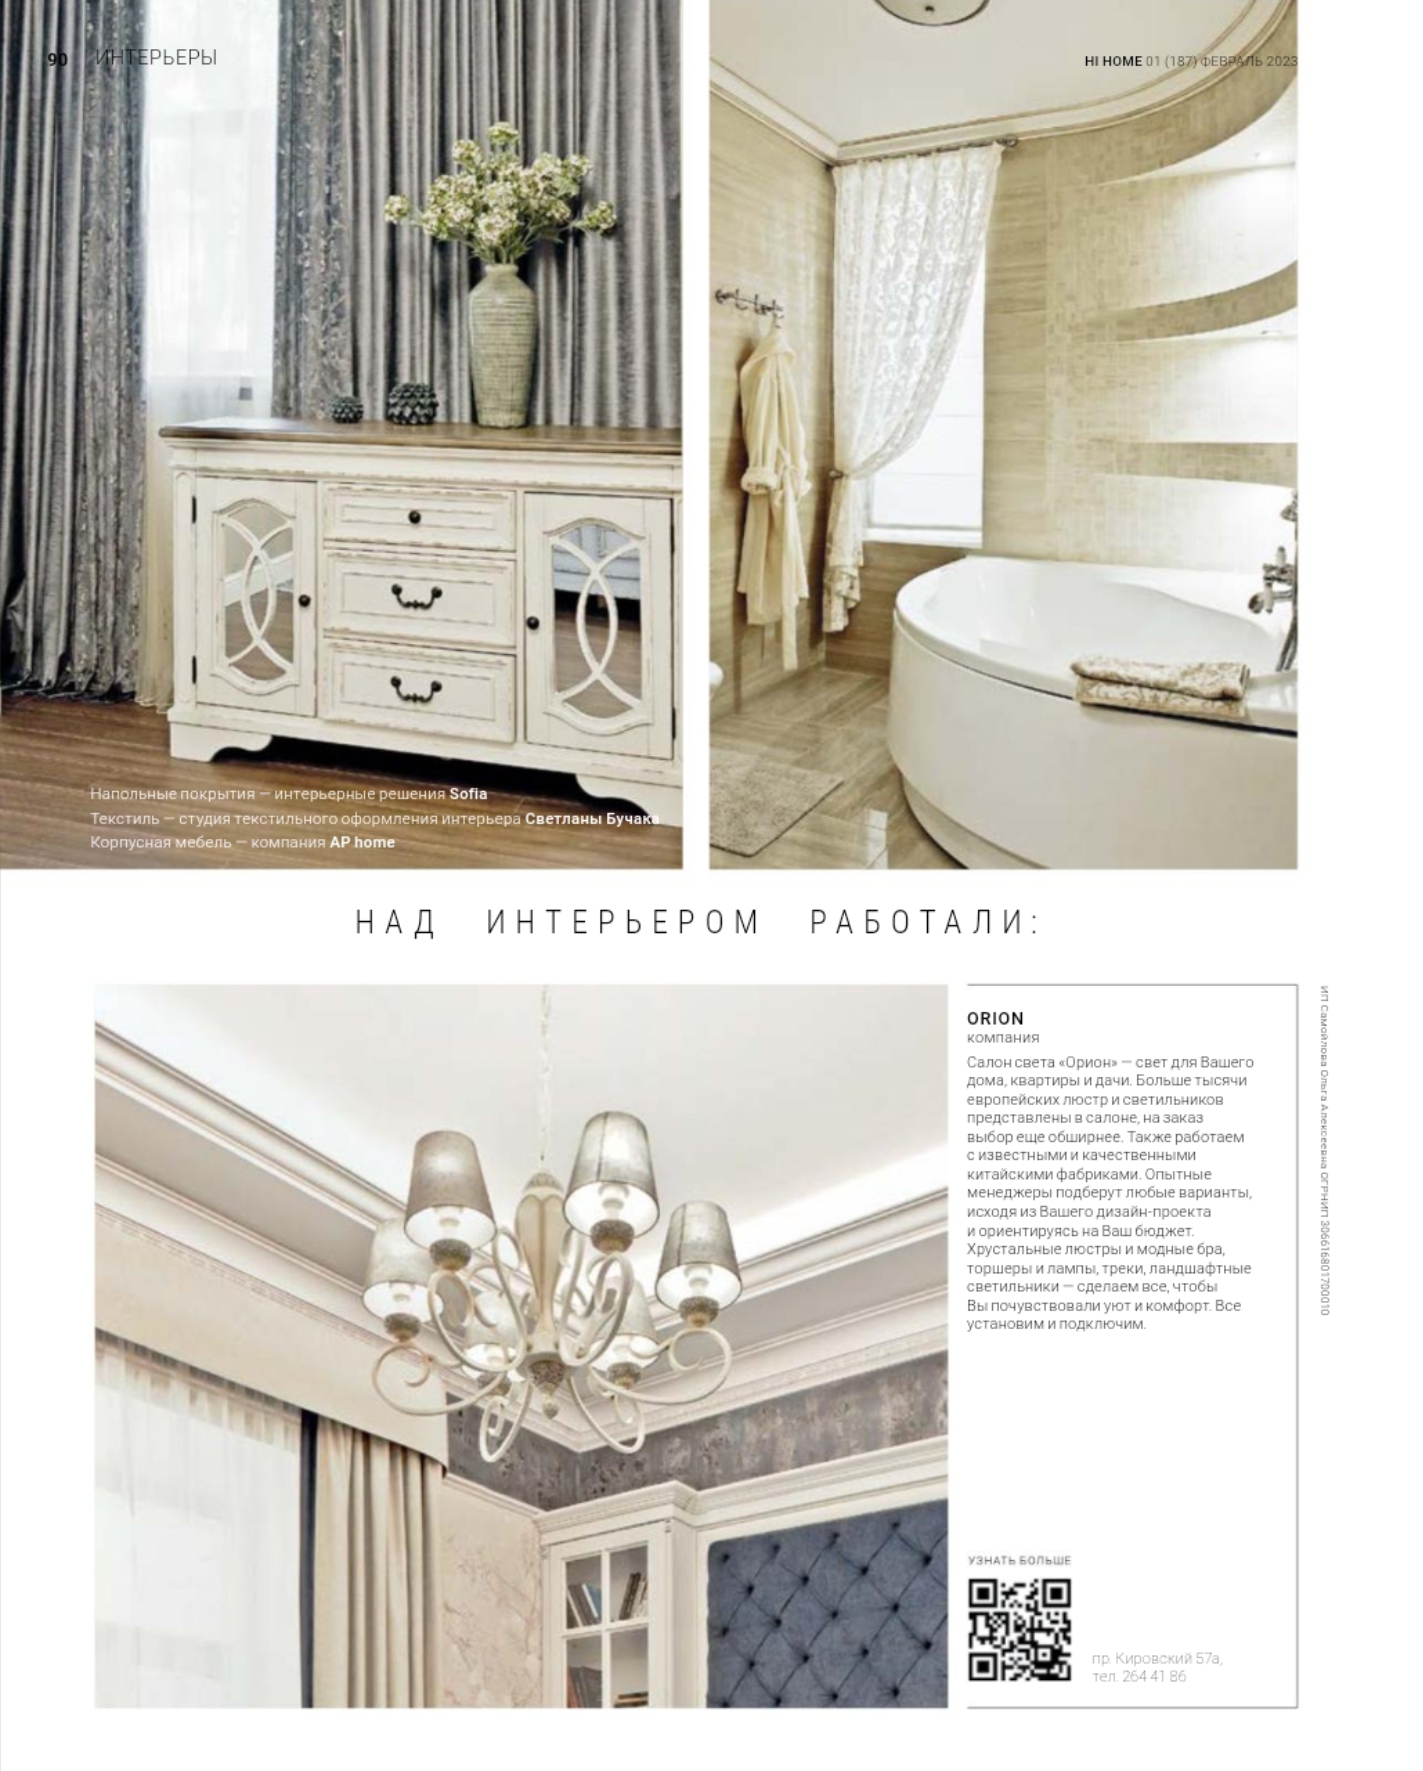 90 ИНТЕРЬЕРЫ
HI HOME 01 (187) ФЕВРАЛЬ 2023
Напольные покрытия — интерьерные решения Sofia
Текстиль — студия текстильного оформления интерьера Светланы Бучака
Корпусная мебель — компания AP home
НАД ИНТЕРЬЕРОМ РАБОТАЛИ:
ORION
компания
Салон света «Орион» — свет для Вашего
дома, квартиры и дачи. Больше тысячи
европейских люстр и светильников
представлены в салоне, на заказ
выбор еще обширнее. Также работаем
с известными и качественными
китайскими фабриками. Опытные
менеджеры подберут любые варианты,
исходя из Вашего дизайн-проекта
и ориентируясь на Ваш бюджет.
Хрустальные люстры и модные бра,
торшеры и лампы, треки, ландшафтные
светильники — сделаем все, чтобы
Вы почувствовали уют и комфорт. Все
установим и подключим.
УЗНАТЬ БОЛЬШЕ
пр. Кировский 57а,
тел. 264 41 86
ИП Самойлова Ольга Алексеевна ОГРНИП 306616801700010